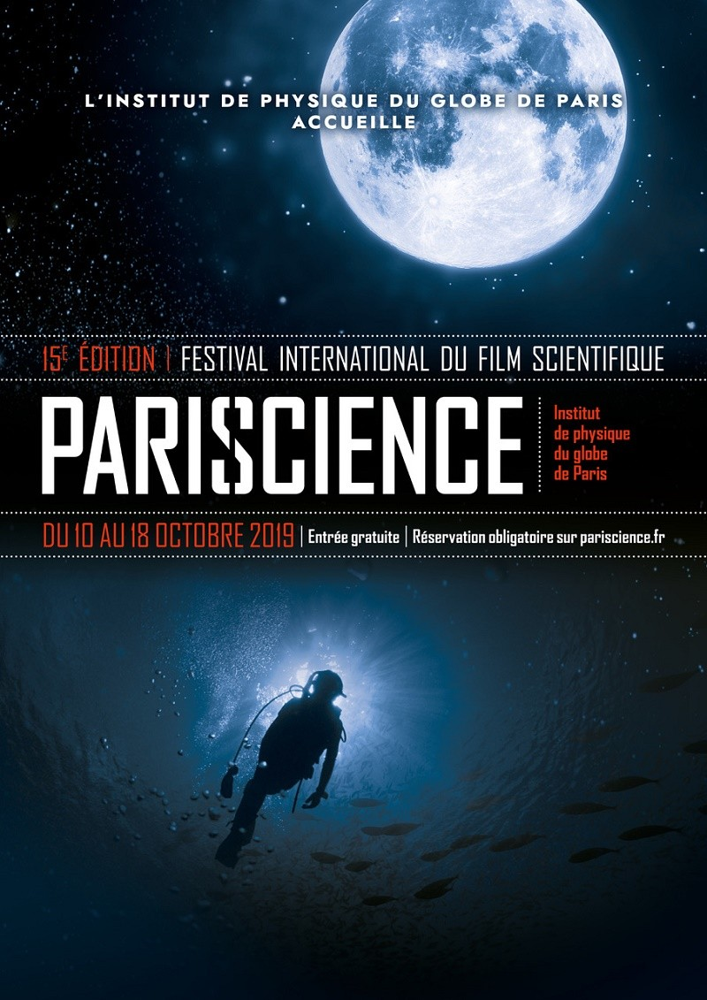 L'INSTITUT DE PHYSIQUE DU GLOBE DE PARIS
ACCUEILLE
15E ÉDITION | FESTIVAL INTERNATIONAL DU FILM SCIENTIFIQUE
PARISCIENCE
Institut
de physique
du globe
de Paris
DU 10 AU 18 OCTOBRE 2019 | Entrée gratuite | Réservation obligatoire sur pariscience.fr